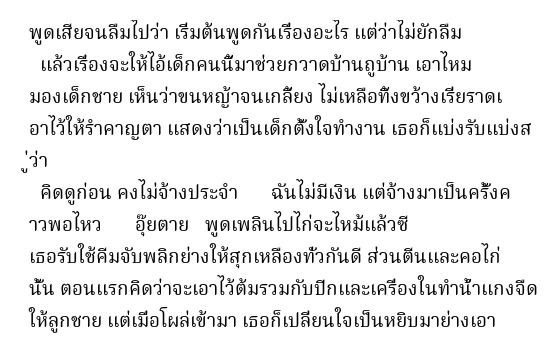 พูดเสียจนลืมไปว่า เริ่มต้นพูดกันเรื่องอะไร แต่ว่าไม่ยักลืม
แล้วเรื่องจะให้ไอ้เด็กคนนี้มาช่วยกวาดบ้านถูบ้าน เอาไหม
มองเด็กชาย เห็นว่าขนหญ้าจนเกลี้ยง ไม่เหลือทิ้งขว้างเรี่ยราดเ
อาไว้ให้รำคาญตา แสดงว่าเป็นเด็กตั้งใจทำงาน เธอก็แบ่งรับแบ่งส
ู่ว่า
คิดดูก่อน คงไม่จ้างประจำ ฉันไม่มีเงิน แต่จ้างมาเป็นครั้งค
าวพอไหว อุ๊ยตาย พูดเพลินไปไก่จะไหม้แล้วซี
เธอรับใช้คีมจับพลิกย่างให้สุกเหลืองทั่วกันดี ส่วนตีนและคอไก่
นั้น ตอนแรกคิดว่าจะเอาไว้ต้มรวมกับปีกและเครื่องในทำน้ำแกงจืด
ให้ลูกชาย แต่เมื่อโผล่เข้ามา เธอก็เปลี่ยนใจเป็นหยิบมาย่างเอา